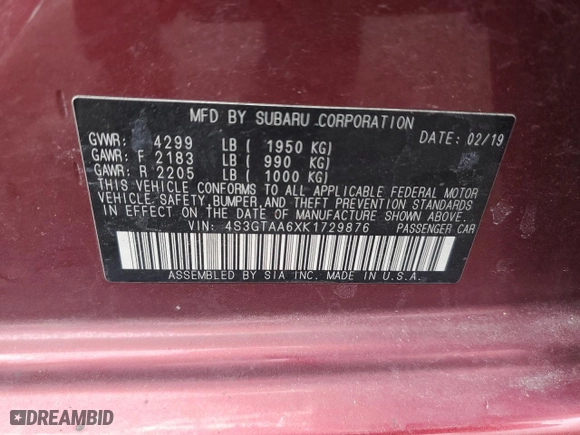 MFD BY SUBARU CORPORATION
GVWR: 4299 LB ( 1950 KG) DATE: 02/19
GAWR: F 2183 LB ( 990 KG)
GAWR: R 2205 LB ( 1000 KG)
THIS VEHICLE CONFORMS TO ALL APPLICABLE FEDERAL MOTOR
VEHICLE SAFETY, BUMPER, AND THEFT PREVENTION STANDARDS
IN EFFECT ON THE DATE OF MANUFACTURE SHOWN ABOVE.
VIN: 4S3GTAA6XK1729876 PASSENGER CAR
ASSEMBLED BY SIA INC. MADE IN U.S.A.
DREAMBID